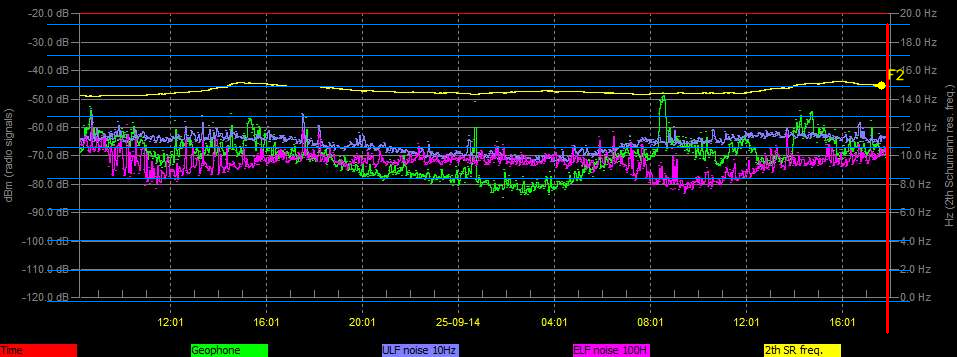 -20.0 dB 20.0 Hz
-30.0 dB 18.0 Hz
-40.0 dB 16.0 Hz
F2
-50.0 dB 14.0 Hz
-60.0 dB 12.0 Hz
-70.0 dB 10.0 Hz
-80.0 dB 8.0 Hz
-90.0 dB 6.0 Hz
-100.0 dB 4.0 Hz
-110.0 dB 2.0 Hz
-120.0 dB 0.0 Hz
dBm (radio signals)
Hz (2th Schumann res. freq.)
12:01 16:01 20:01 25-09-14 04:01 08:01 12:01 16:01
Time Geophone ULF noise 10Hz ELF noise 100H 2th SR freq.